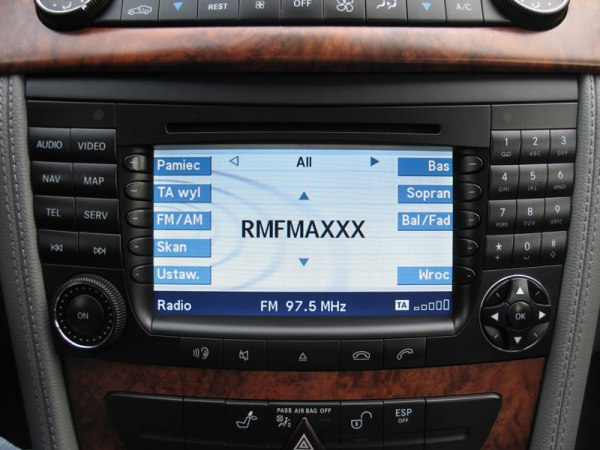 REST
OFF
A/C
AUDIO VIDEO
NAV MAP
TEL SERV
ON
Pamiec All Bas
TA wyl Sopran
FM/AM RMFMAXXX Bal/Fad
Skan
Ustaw. Wroc
Radio FM 97.5 MHz TA
1 2 ABC 3 DEF
4 GHI 5 JKL 6 MNO
7 PQRS 8 TUV 9 WXYZ
* 0 #
+
OK
PASS AIR BAG OFF
ESP
OFF